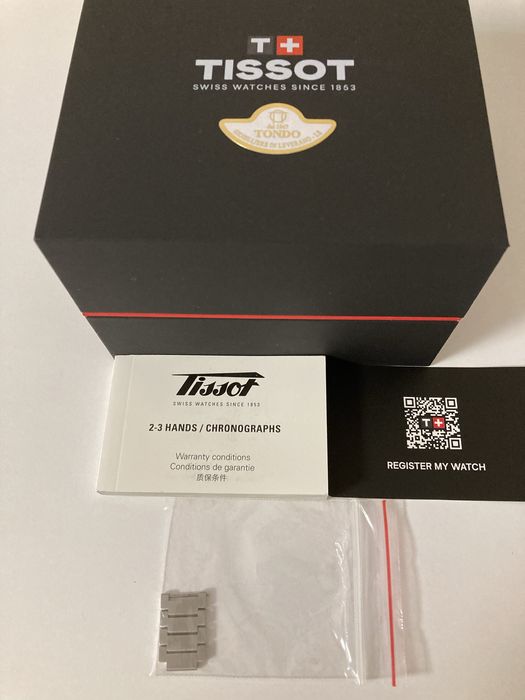 T+
TISSOT
SWISS WATCHES SINCE 1853
TONDO
Tissot
SWISS WATCHES SINCE 1853
2-3 HANDS / CHRONOGRAPHS
Warranty conditions
Conditions de garantie
质保条件
T+
REGISTER MY WATCH